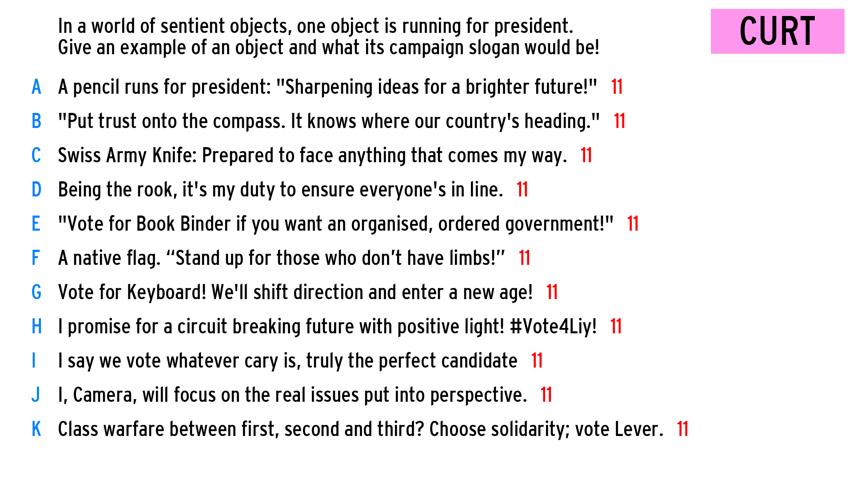 In a world of sentient objects, one object is running for president.
Give an example of an object and what its campaign slogan would be!
CURT
A A pencil runs for president: "Sharpening ideas for a brighter future!" 11
B "Put trust onto the compass. It knows where our country's heading." 11
C Swiss Army Knife: Prepared to face anything that comes my way. 11
D Being the rook, it's my duty to ensure everyone's in line. 11
E "Vote for Book Binder if you want an organised, ordered government!" 11
F A native flag. “Stand up for those who don’t have limbs!” 11
G Vote for Keyboard! We'll shift direction and enter a new age! 11
H I promise for a circuit breaking future with positive light! #Vote4Liy! 11
I I say we vote whatever cary is, truly the perfect candidate 11
J I, Camera, will focus on the real issues put into perspective. 11
K Class warfare between first, second and third? Choose solidarity; vote Lever. 11